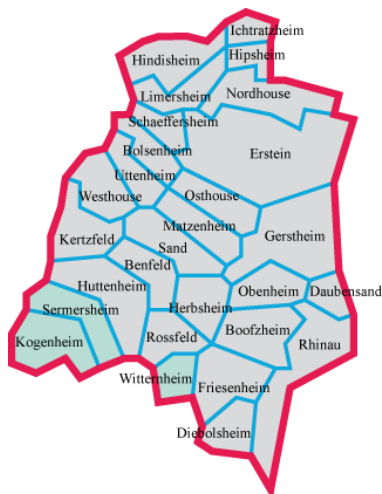 Ichtratzheim
Hipsheim
Hindisheim
Nordhouse
Limersheim
Schaeffersheim
Bolsenheim
Erstein
Uttenheim
Westhouse
Osthouse
Matzenheim
Gerstheim
Kertzfeld
Sand
Benfeld
Huttenheim
Obenheim
Daubensand
Sermersheim
Herbsheim
Boofzheim
Kogenheim
Rossfeld
Rhinau
Witternheim
Friesenheim
Diebolsheim